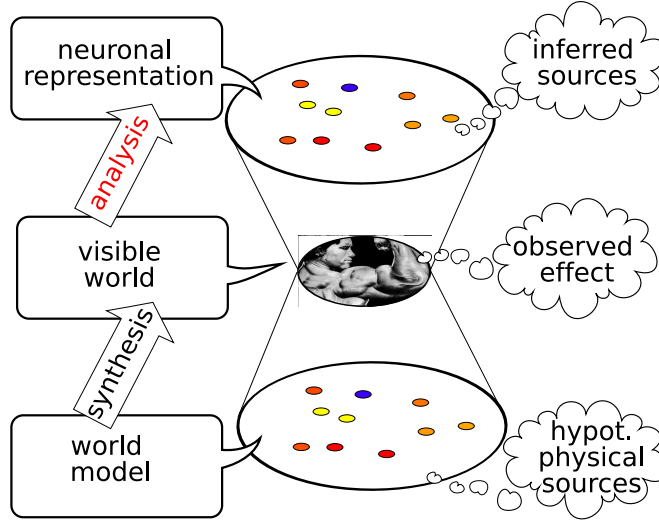 neuronal
representation
inferred
sources
analysis
visible
world
observed
effect
synthesis
world
model
hypot.
physical
sources